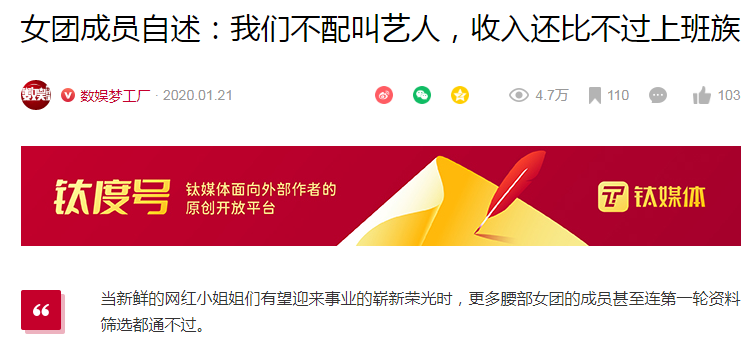 女团成员自述：我们不配叫艺人，收入还比不过上班族
数娱 数娱梦工厂 · 2020.01.21 4.7万 110 103
钛度号 钛媒体面向外部作者的
原创开放平台
钛媒体
当新鲜的网红小姐姐们有望迎来事业的崭新荣光时，更多腰部女团的成员甚至连第一轮资料
筛选都通不过。